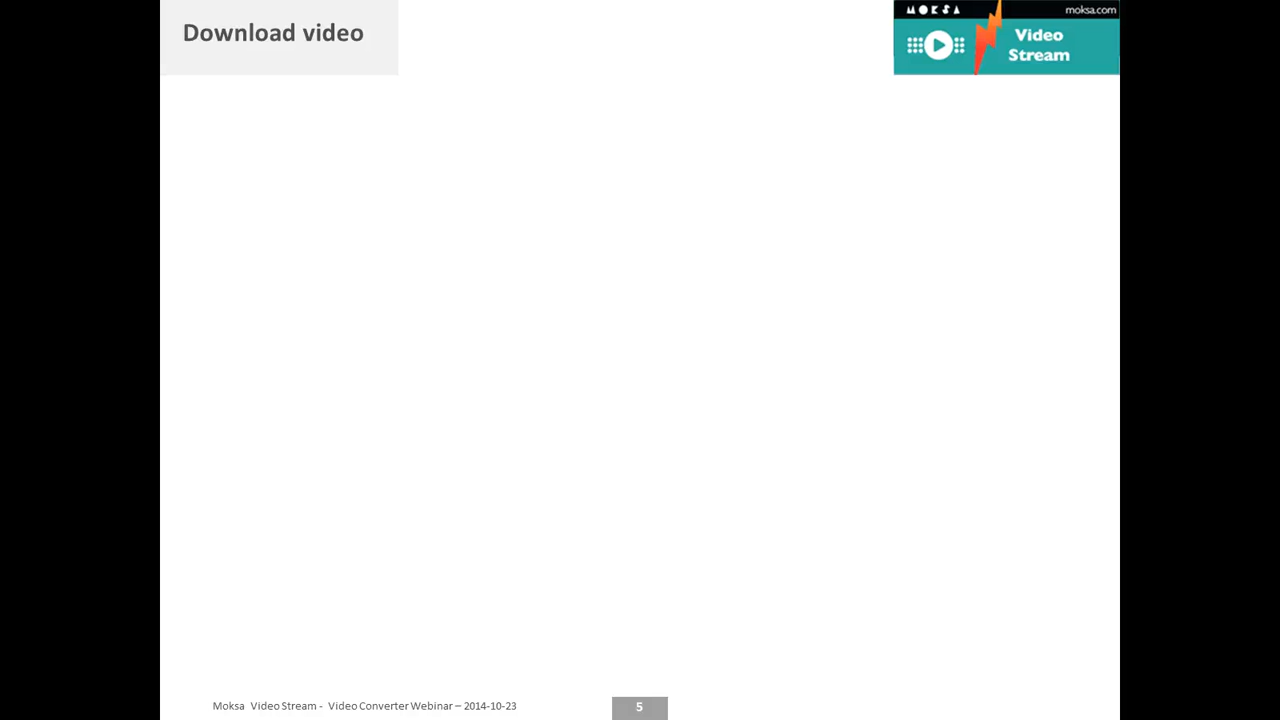 Download video
MOKSA
moksa.com
Video
Stream
Moksa Video Stream - Video Converter Webinar – 2014-10-23
5